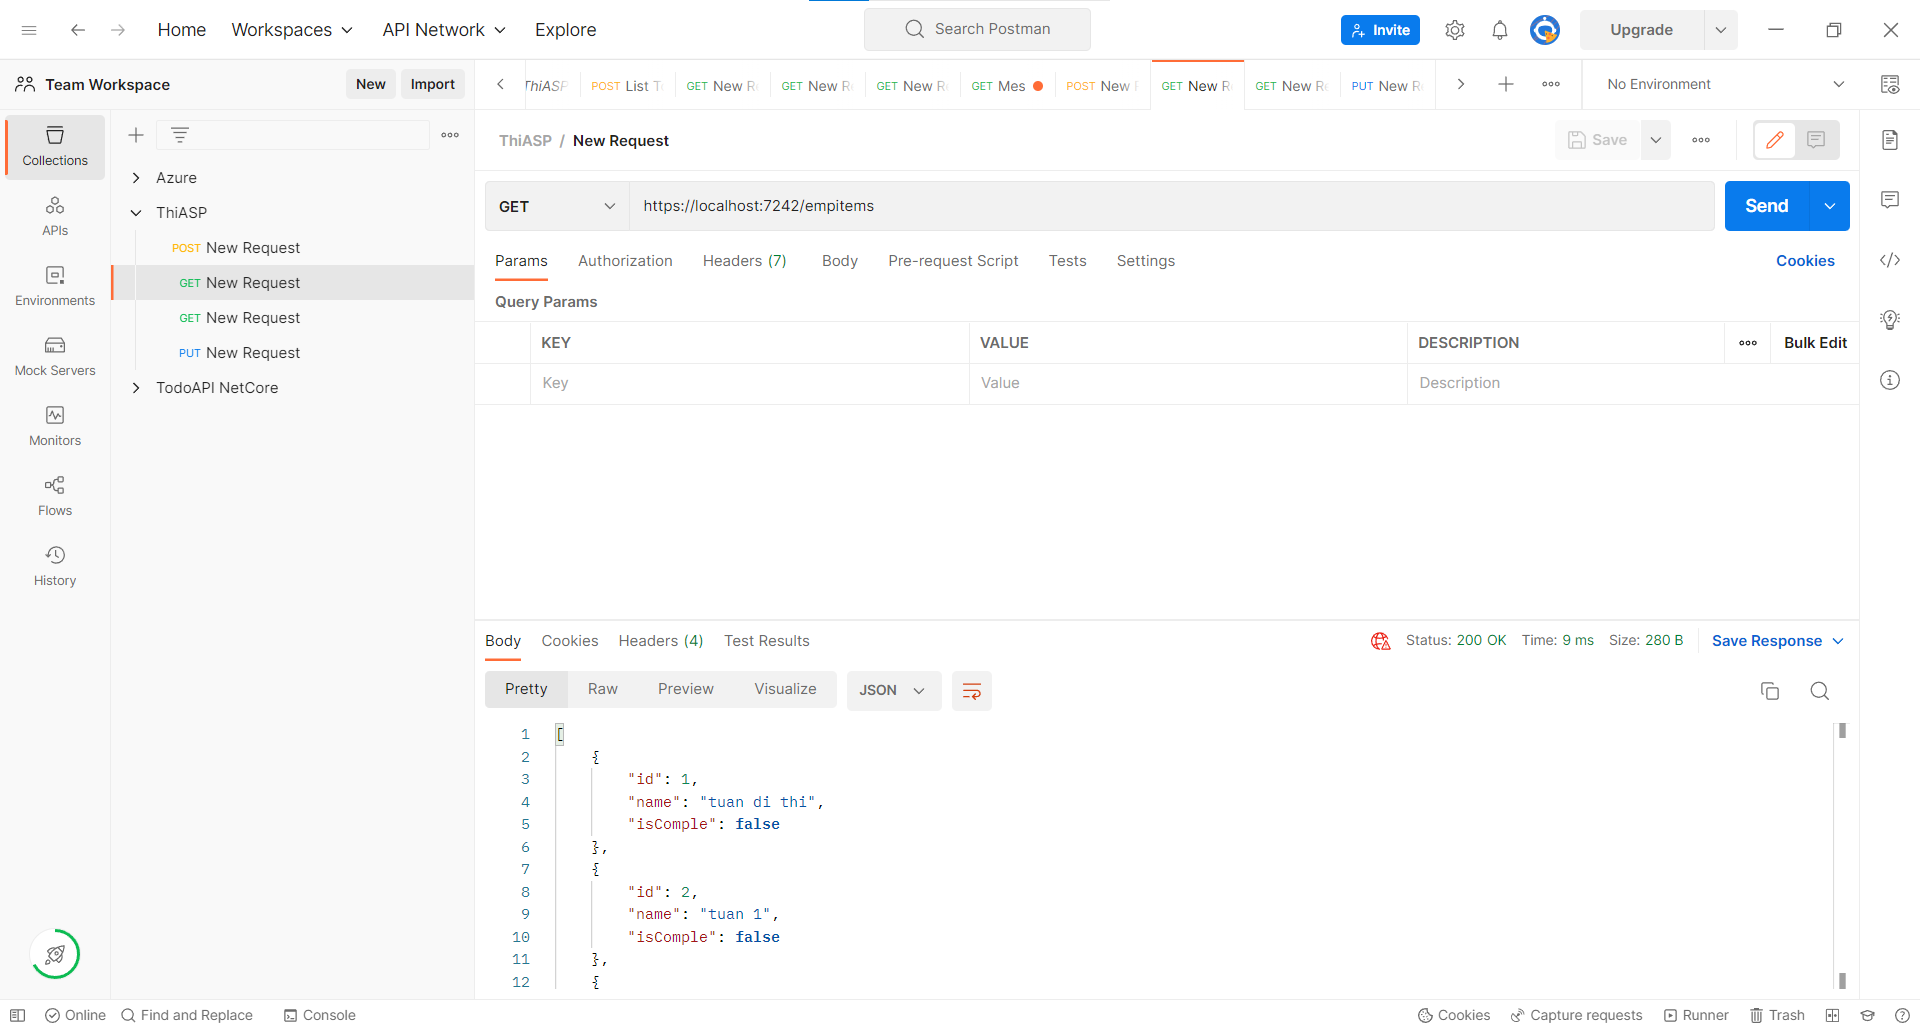 Home Workspaces API Network Explore Search Postman Invite Upgrade
Team Workspace New Import ThiASP POST List T GET New R GET New R GET New R GET Mes POST New GET New R GET New R PUT New R No Environment
Collections
APIs
Environments
Mock Servers
Monitors
Flows
History
Azure
ThiASP
POST New Request
GET New Request
GET New Request
PUT New Request
TodoAPI NetCore
ThiASP / New Request Save
GET https://localhost:7242/empitems Send
Params Authorization Headers (7) Body Pre-request Script Tests Settings Cookies
Query Params
KEY VALUE DESCRIPTION Bulk Edit
Key Value Description
Body Cookies Headers (4) Test Results Status: 200 OK Time: 9 ms Size: 280 B Save Response
Pretty Raw Preview Visualize JSON
1 [
2 {
3 "id": 1,
4 "name": "tuan di thi",
5 "isComple": false
6 },
7 {
8 "id": 2,
9 "name": "tuan 1",
10 "isComple": false
11 },
12 {
Online Find and Replace Console Cookies Capture requests Runner Trash